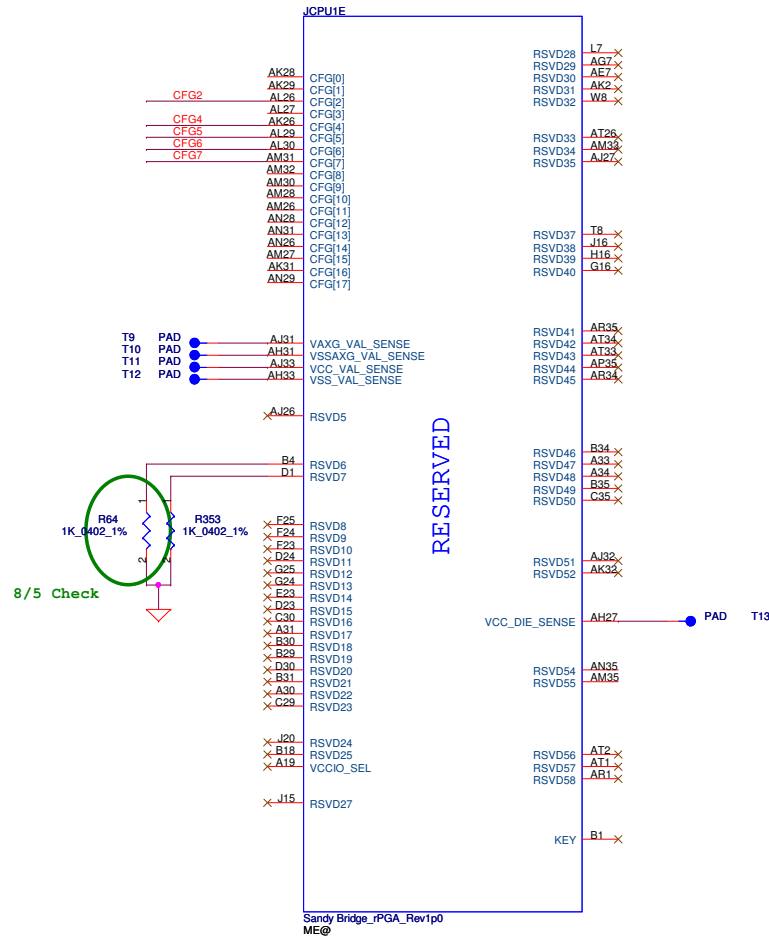 JCPU1E
AK28 CFG[0]
AK29 CFG[1]
CFG2 AL26 CFG[2]
AL27 CFG[3]
CFG4 AK26 CFG[4]
CFG5 AL29 CFG[5]
CFG6 AL30 CFG[6]
CFG7 AM31 CFG[7]
AM32 CFG[8]
AM30 CFG[9]
AM28 CFG[10]
AM26 CFG[11]
AN28 CFG[12]
AN31 CFG[13]
AN26 CFG[14]
AM27 CFG[15]
AK31 CFG[16]
AN29 CFG[17]
T9 PAD AJ31 VAXG_VAL_SENSE
T10 PAD AH31 VSSAXG_VAL_SENSE
T11 PAD AJ33 VCC_VAL_SENSE
T12 PAD AH33 VSS_VAL_SENSE
AJ26 RSVD5
B4 RSVD6
D1 RSVD7
1 1
R64 R353
1K_0402_1% 1K_0402_1%
2 2
8/5 Check
F25 RSVD8
F24 RSVD9
F23 RSVD10
D24 RSVD11
G25 RSVD12
G24 RSVD13
E23 RSVD14
D23 RSVD15
C30 RSVD16
A31 RSVD17
B30 RSVD18
B29 RSVD19
D30 RSVD20
B31 RSVD21
A30 RSVD22
C29 RSVD23
J20 RSVD24
B18 RSVD25
A19 VCCIO_SEL
J15 RSVD27
RESERVED
RSVD28 L7
RSVD29 AG7
RSVD30 AE7
RSVD31 AK2
RSVD32 W8
RSVD33 AT26
RSVD34 AM33
RSVD35 AJ27
RSVD37 T8
RSVD38 J16
RSVD39 H16
RSVD40 G16
RSVD41 AR35
RSVD42 AT34
RSVD43 AT33
RSVD44 AP35
RSVD45 AR34
RSVD46 B34
RSVD47 A33
RSVD48 A34
RSVD49 B35
RSVD50 C35
RSVD51 AJ32
RSVD52 AK32
VCC_DIE_SENSE AH27 PAD T13
RSVD54 AN35
RSVD55 AM35
RSVD56 AT2
RSVD57 AT1
RSVD58 AR1
KEY B1
Sandy Bridge_rPGA_Rev1p0
ME@